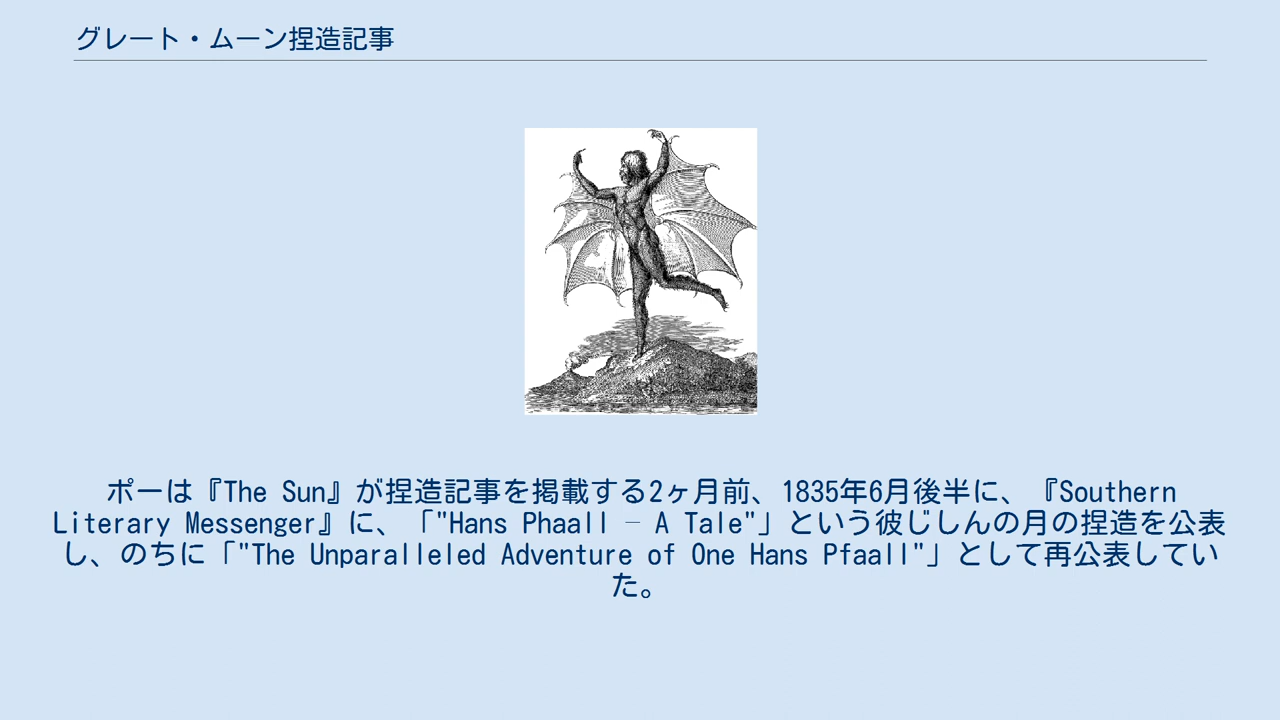 グレート・ムーン捏造記事
ポーは『The Sun』が捏造記事を掲載する2ヶ月前、1835年6月後半に、『Southern
Literary Messenger』に、「"Hans Phaall – A Tale"」という彼じしんの月の捏造を公表
し、のちに「"The Unparalleled Adventure of One Hans Pfaall"」として再公表してい
た。